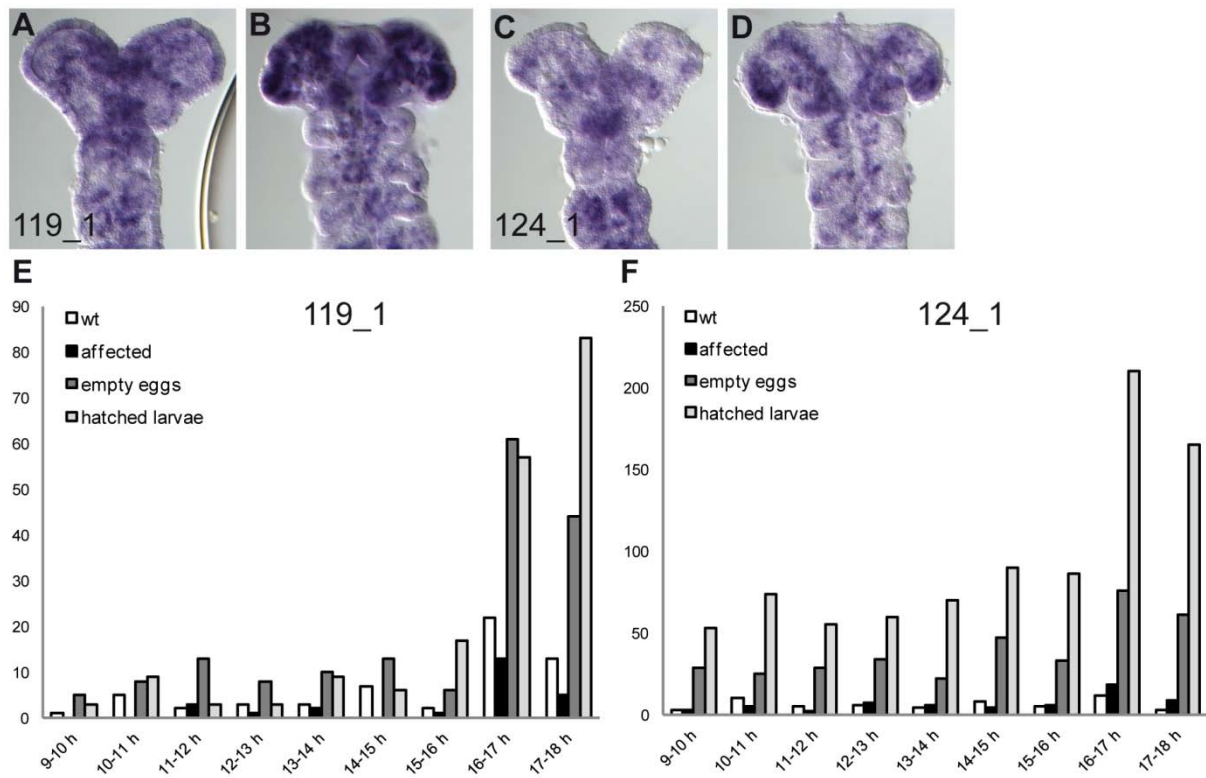 A
B
C
D
119_1
124_1
E
F
119_1
124_1
90
80
70
60
50
40
30
20
10
0
wt
affected
empty eggs
hatched larvae
9-10 h
10-11 h
11-12 h
12-13 h
13-14 h
14-15 h
15-16 h
16-17 h
17-18 h
250
200
150
100
50
0
wt
affected
empty eggs
hatched larvae
9-10 h
10-11 h
11-12 h
12-13 h
13-14 h
14-15 h
15-16 h
16-17 h
17-18 h